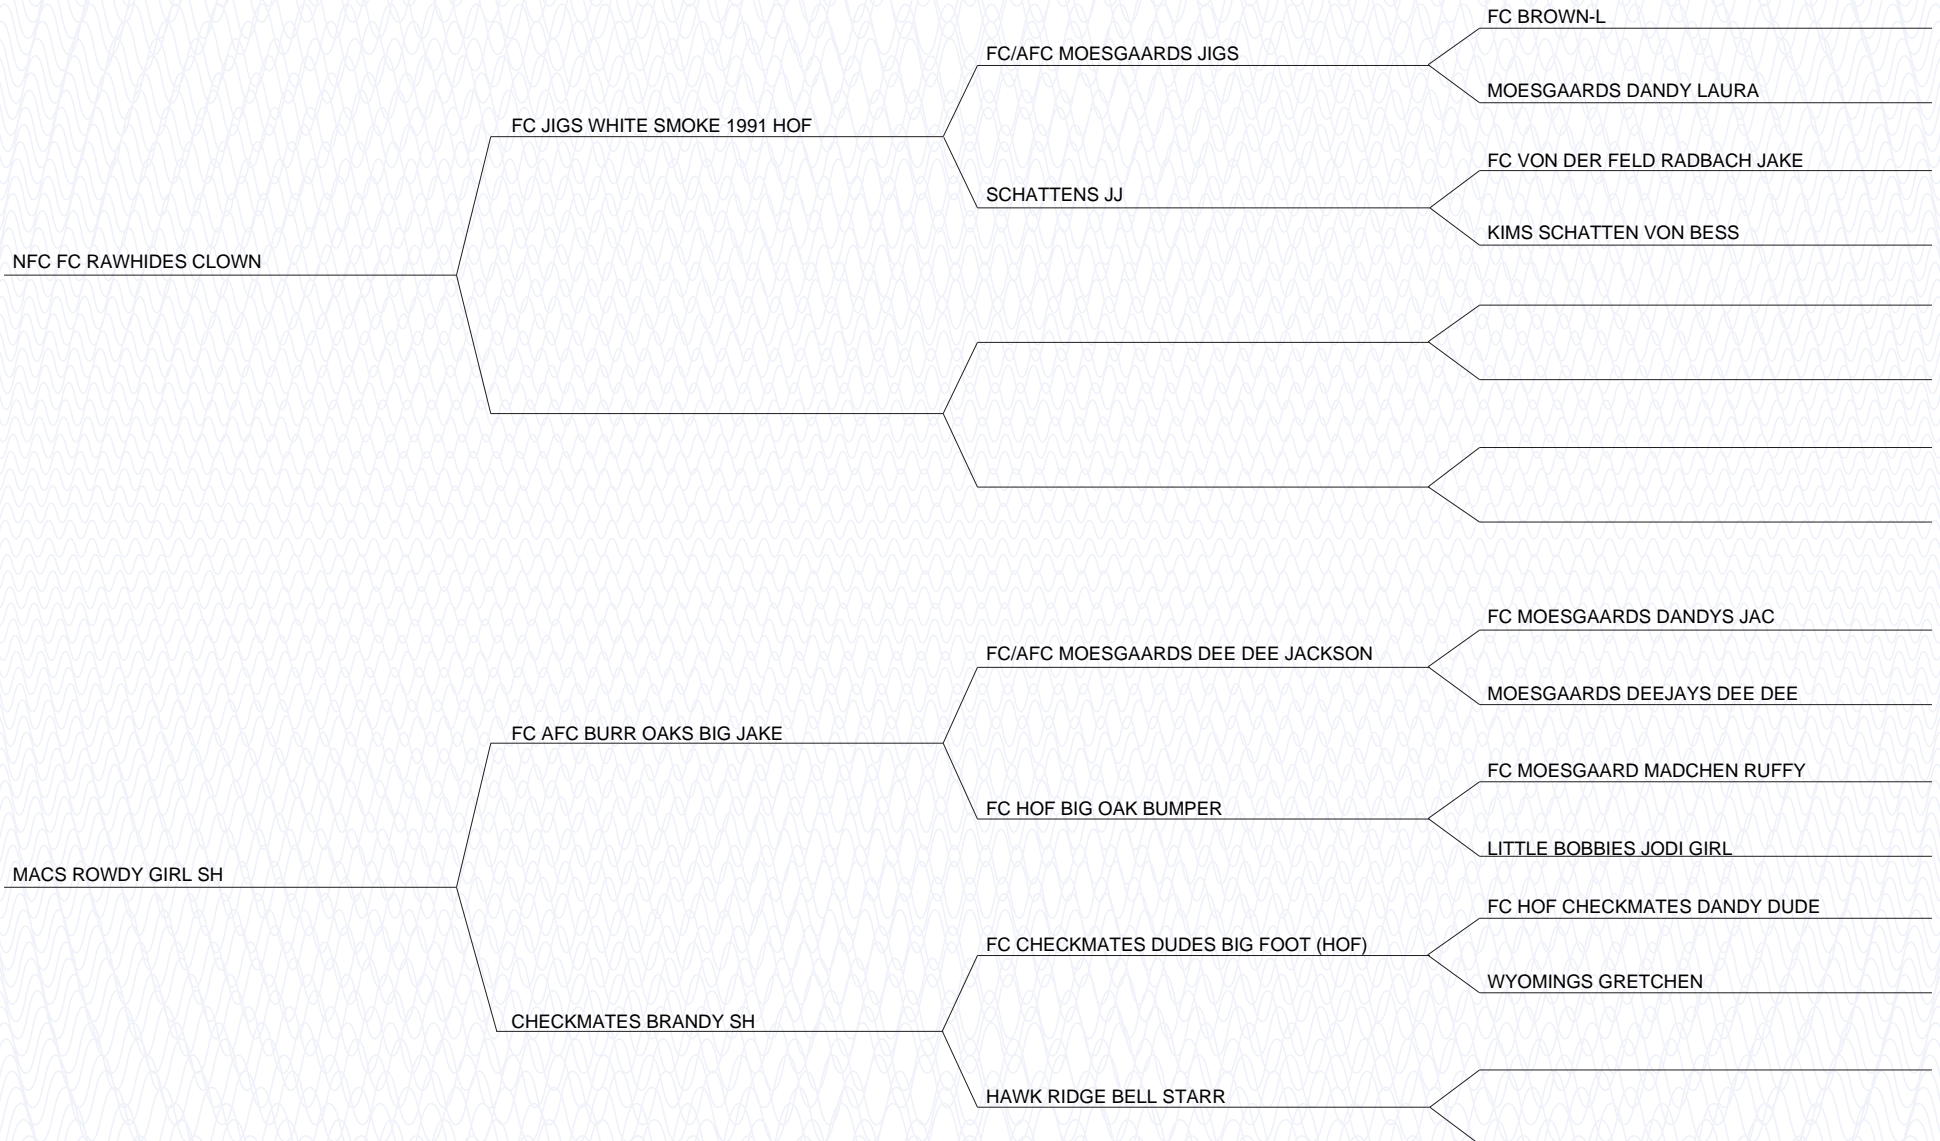 FC BROWN-L
FC/AFC MOESGAARDS JIGS
MOESGAARDS DANDY LAURA
FC JIGS WHITE SMOKE 1991 HOF
FC VON DER FELD RADBACH JAKE
SCHATTENS JJ
KIMS SCHATTEN VON BESS
NFC FC RAWHIDES CLOWN
FC MOESGAARDS DANDYS JAC
FC/AFC MOESGAARDS DEE DEE JACKSON
MOESGAARDS DEEJAYS DEE DEE
FC AFC BURR OAKS BIG JAKE
FC MOESGAARD MADCHEN RUFFY
FC HOF BIG OAK BUMPER
LITTLE BOBBIES JODI GIRL
MACS ROWDY GIRL SH
FC HOF CHECKMATES DANDY DUDE
FC CHECKMATES DUDES BIG FOOT (HOF)
WYOMINGS GRETCHEN
CHECKMATES BRANDY SH
HAWK RIDGE BELL STARR